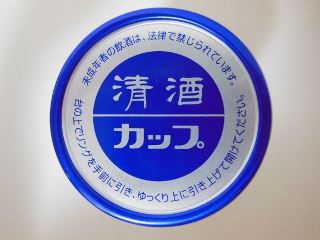 未成年者の飲酒は、法律で禁じられています。
清酒
カップ
台の上でリングを手前に引き、ゆっくり上に引き上げて開けてください。